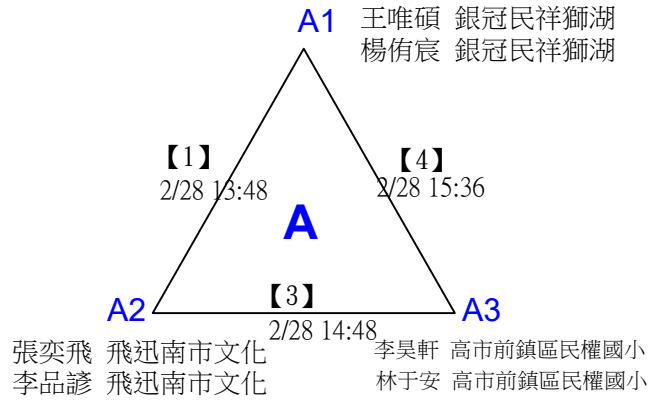 A1 王唯碩 銀冠民祥獅湖
楊侑宸 銀冠民祥獅湖
【1】
2/28 13:48
【4】
2/28 15:36
A
【3】
2/28 14:48
A2
A3
張奕飛 飛迅南市文化
李品諺 飛迅南市文化
李昊軒 高市前鎮區民權國小
林于安 高市前鎮區民權國小